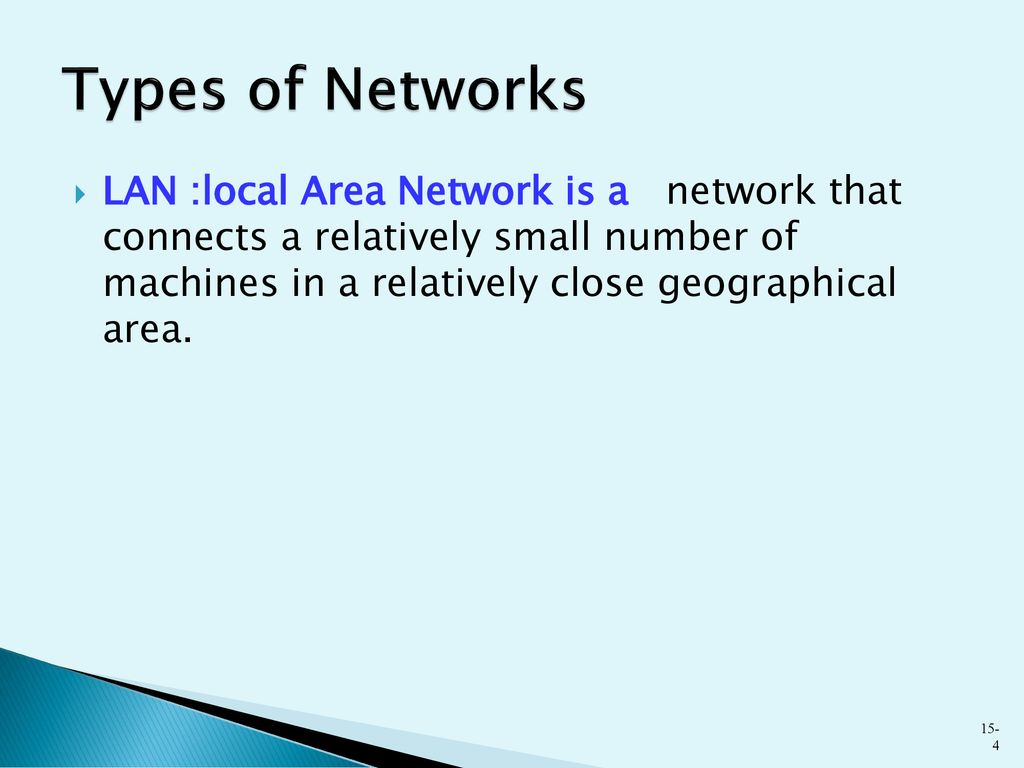 Types of Networks
LAN :local Area Network is a network that
connects a relatively small number of
machines in a relatively close geographical
area.
15-
4